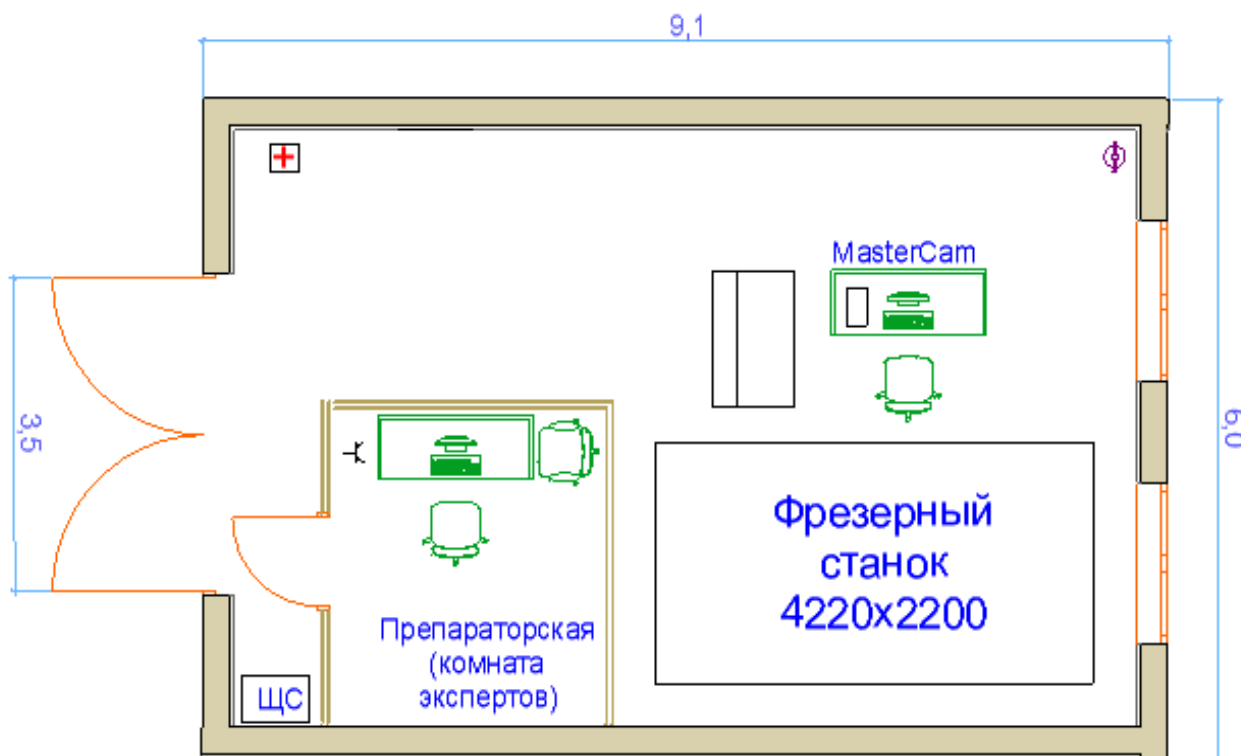 9,1
MasterCam
3,5
6,0
Фрезерный
станок
4220х2200
Препараторская
(комната
экспертов)
ЩС